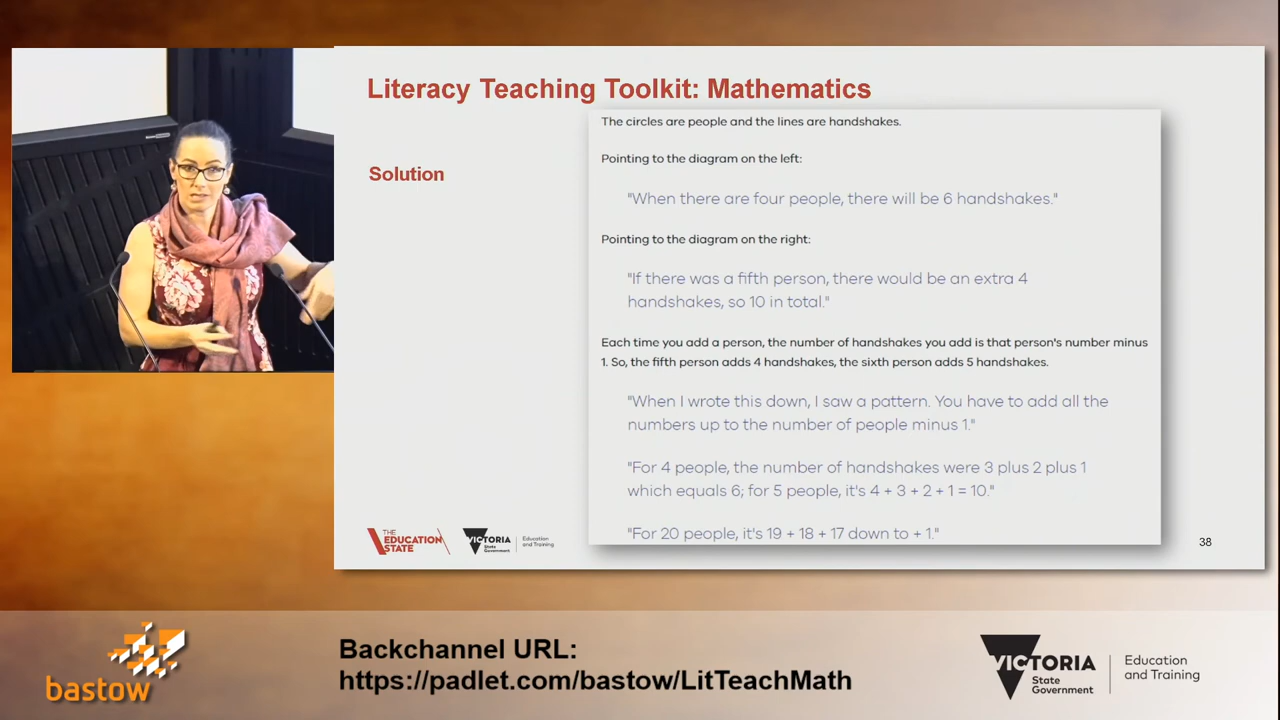 Literacy Teaching Toolkit: Mathematics
Solution
The circles are people and the lines are handshakes.
Pointing to the diagram on the left:
"When there are four people, there will be 6 handshakes."
Pointing to the diagram on the right:
"If there was a fifth person, there would be an extra 4
handshakes, so 10 in total."
Each time you add a person, the number of handshakes you add is that person's number minus
1. So, the fifth person adds 4 handshakes, the sixth person adds 5 handshakes.
"When I wrote this down, I saw a pattern. You have to add all the
numbers up to the number of people minus 1."
"For 4 people, the number of handshakes were 3 plus 2 plus 1
which equals 6; for 5 people, it's 4 + 3 + 2 + 1 = 10."
"For 20 people, it's 19 + 18 + 17 down to + 1."
THE
EDUCATION
STATE
VICTORIA
State
Government
Education
and Training
38
bastow
Backchannel URL:
https://padlet.com/bastow/LitTeachMath
VICTORIA
State
Government
Education
and Training